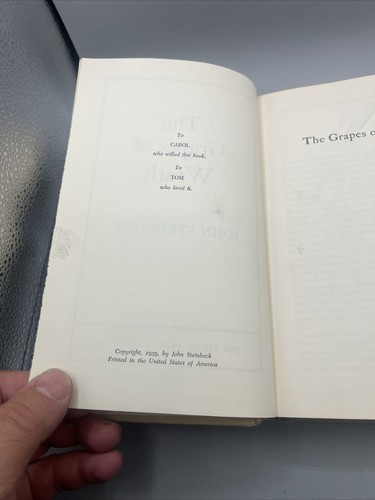 To
CAROL
who willed this book.
To
TOM
who lived it.
Copyright, 1939, by John Steinbeck
Printed in the United States of America
The Grapes o